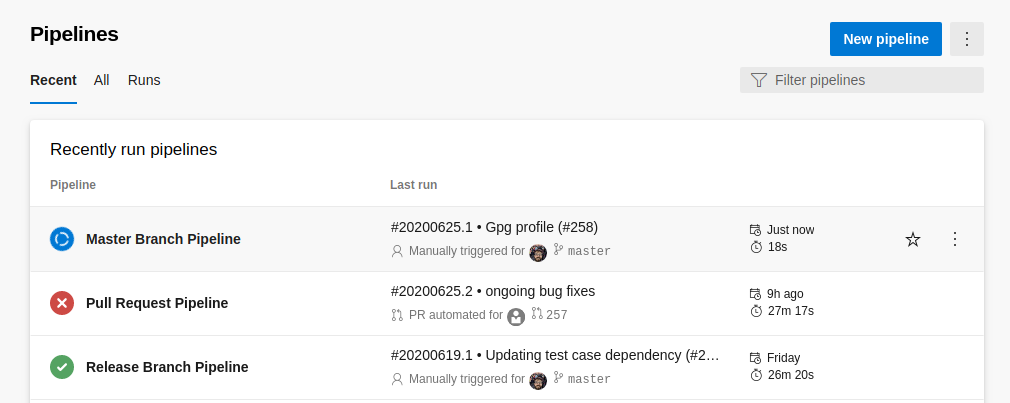 Pipelines
New pipeline
Recent All Runs
Filter pipelines
Recently run pipelines
Pipeline Last run
Master Branch Pipeline
#20200625.1 • Gpg profile (#258)
Manually triggered for master
Just now
18s
Pull Request Pipeline
#20200625.2 • ongoing bug fixes
PR automated for 257
9h ago
27m 17s
Release Branch Pipeline
#20200619.1 • Updating test case dependency (#2…
Manually triggered for master
Friday
26m 20s